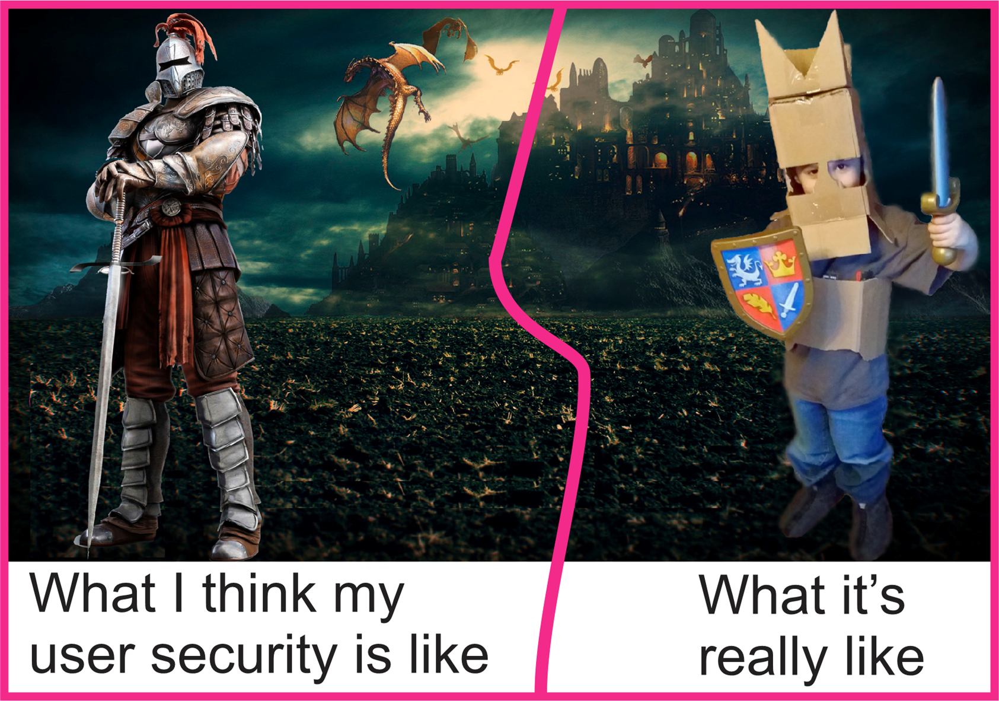 What I think my
user security is like
What it’s
really like